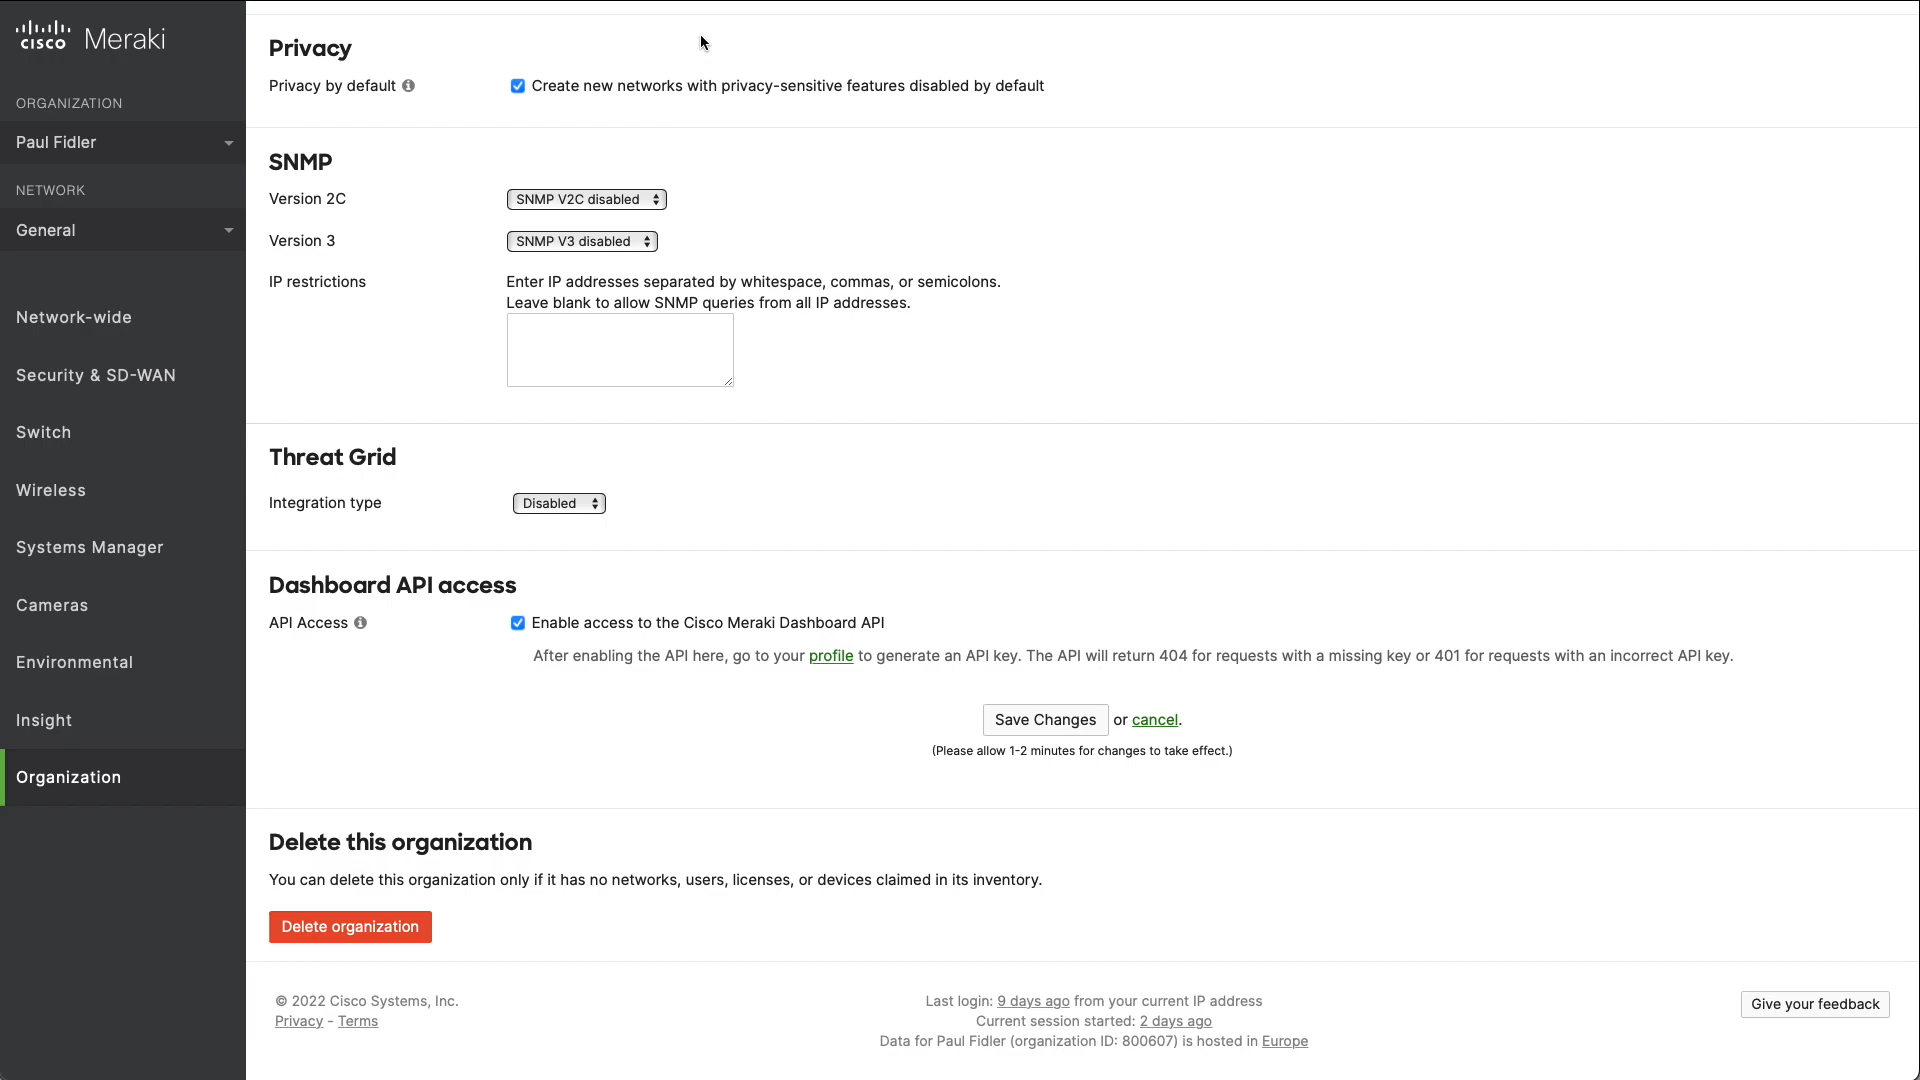 cisco Meraki
ORGANIZATION
Paul Fidler
NETWORK
General
Network-wide
Security & SD-WAN
Switch
Wireless
Systems Manager
Cameras
Environmental
Insight
Organization
Privacy
Privacy by default
Create new networks with privacy-sensitive features disabled by default
SNMP
Version 2C
SNMP V2C disabled
Version 3
SNMP V3 disabled
IP restrictions
Enter IP addresses separated by whitespace, commas, or semicolons.
Leave blank to allow SNMP queries from all IP addresses.
Threat Grid
Integration type
Disabled
Dashboard API access
API Access
Enable access to the Cisco Meraki Dashboard API
After enabling the API here, go to your profile to generate an API key. The API will return 404 for requests with a missing key or 401 for requests with an incorrect API key.
Save Changes or cancel.
(Please allow 1-2 minutes for changes to take effect.)
Delete this organization
You can delete this organization only if it has no networks, users, licenses, or devices claimed in its inventory.
Delete organization
© 2022 Cisco Systems, Inc.
Privacy - Terms
Last login: 9 days ago from your current IP address
Current session started: 2 days ago
Data for Paul Fidler (organization ID: 800607) is hosted in Europe
Give your feedback